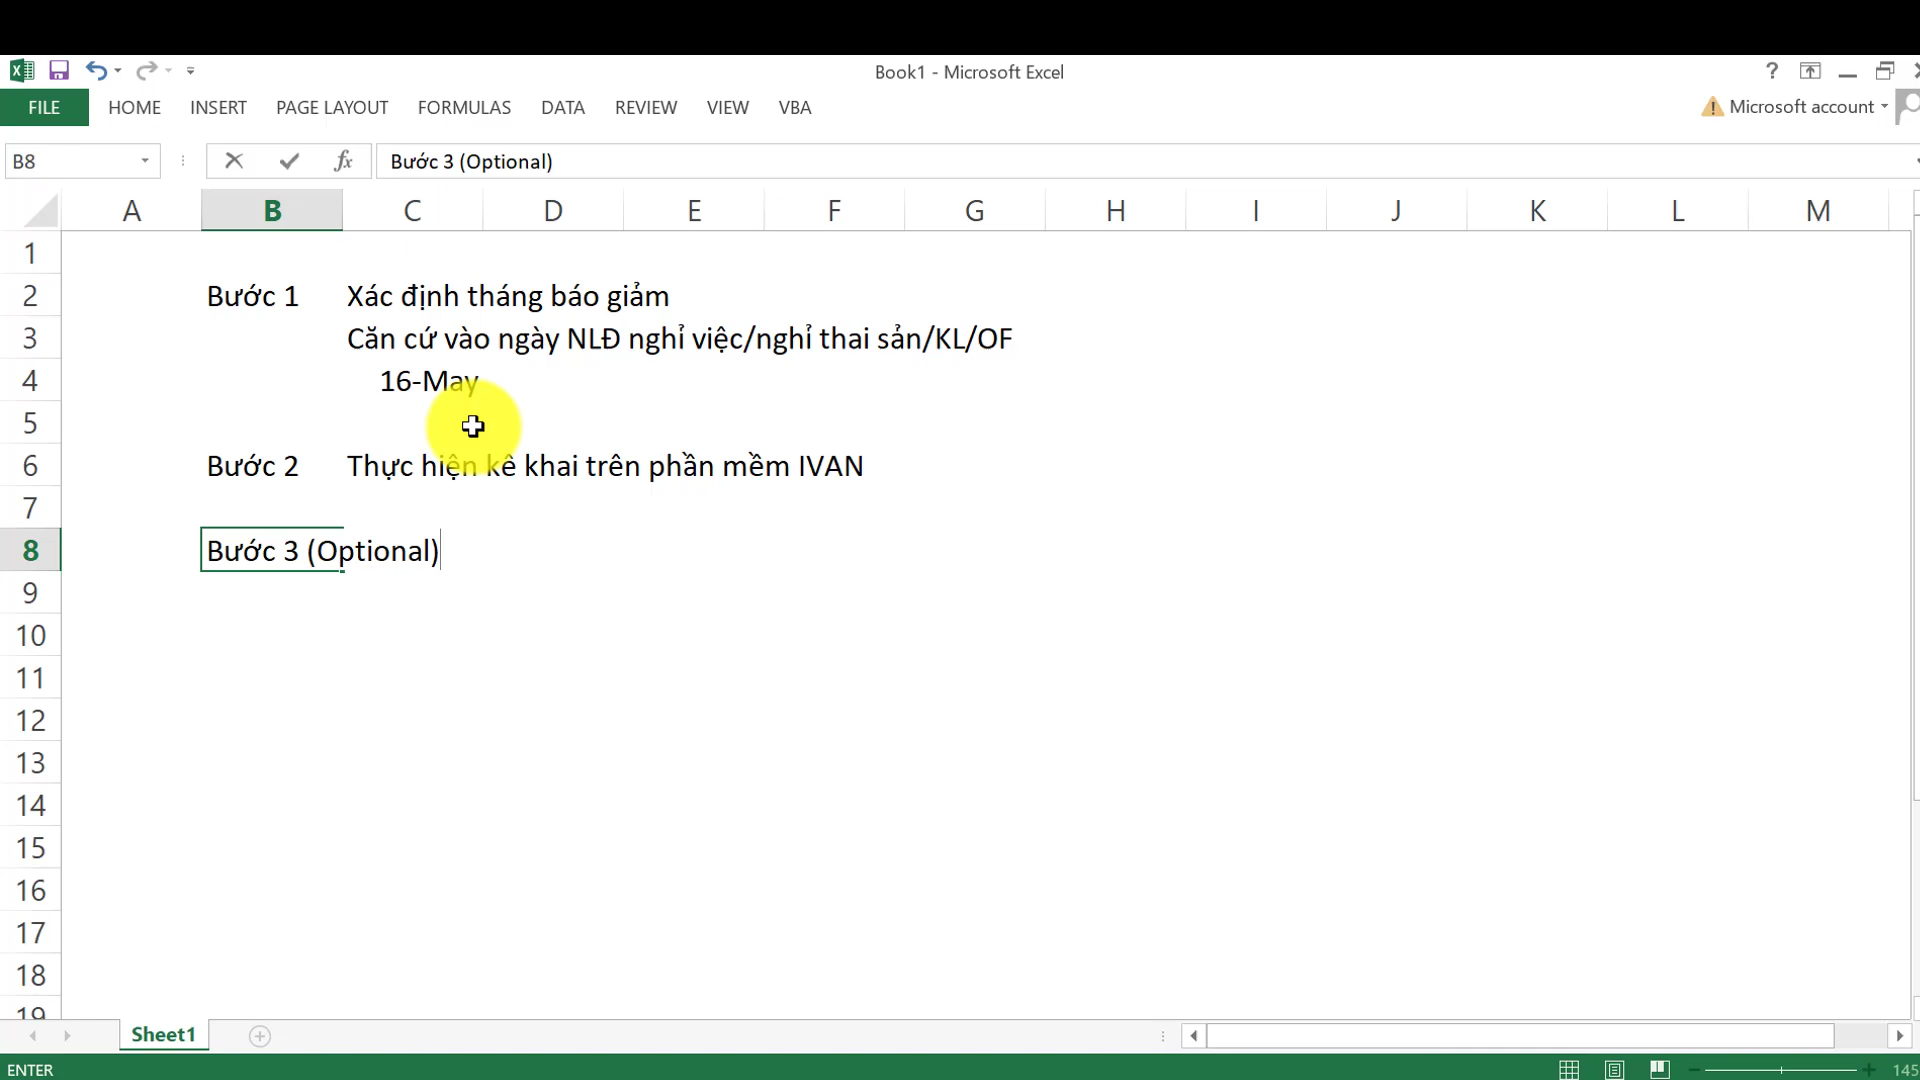 Book1 - Microsoft Excel
FILE HOME INSERT PAGE LAYOUT FORMULAS DATA REVIEW VIEW VBA Microsoft account
B8 fx Bước 3 (Optional)
A B C D E F G H I J K L M
1
2 Bước 1 Xác định tháng báo giảm
3 Căn cứ vào ngày NLĐ nghỉ việc/nghỉ thai sản/KL/OF
4 16-May
5
6 Bước 2 Thực hiện kê khai trên phần mềm IVAN
7
8 Bước 3 (Optional)
9
10
11
12
13
14
15
16
17
18
19
Sheet1
ENTER 145